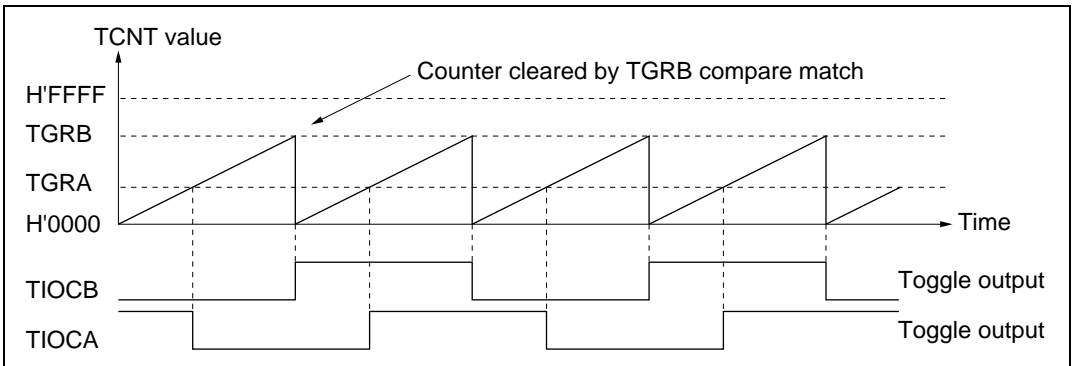 TCNT value
Counter cleared by TGRB compare match
H'FFFF
TGRB
TGRA
H'0000
Time
TIOCB
Toggle output
TIOCA
Toggle output